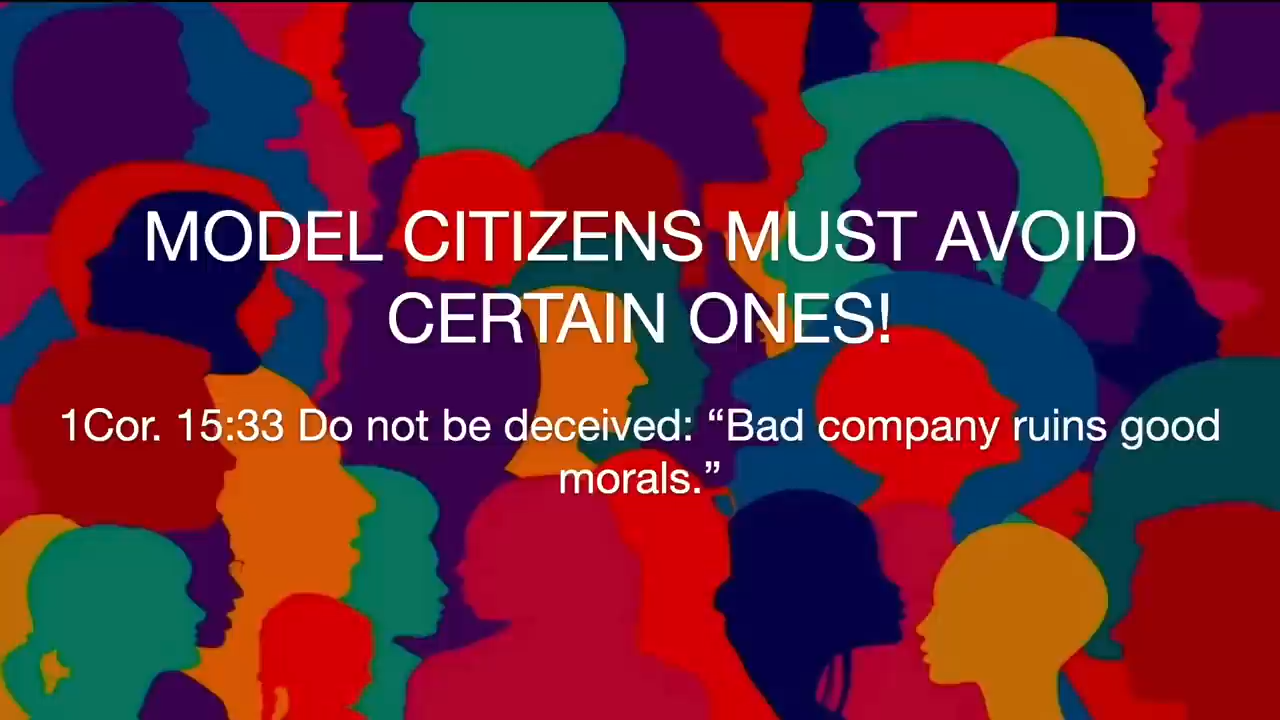 MODEL CITIZENS MUST AVOID
CERTAIN ONES!
1Cor. 15:33 Do not be deceived: “Bad company ruins good
morals.”